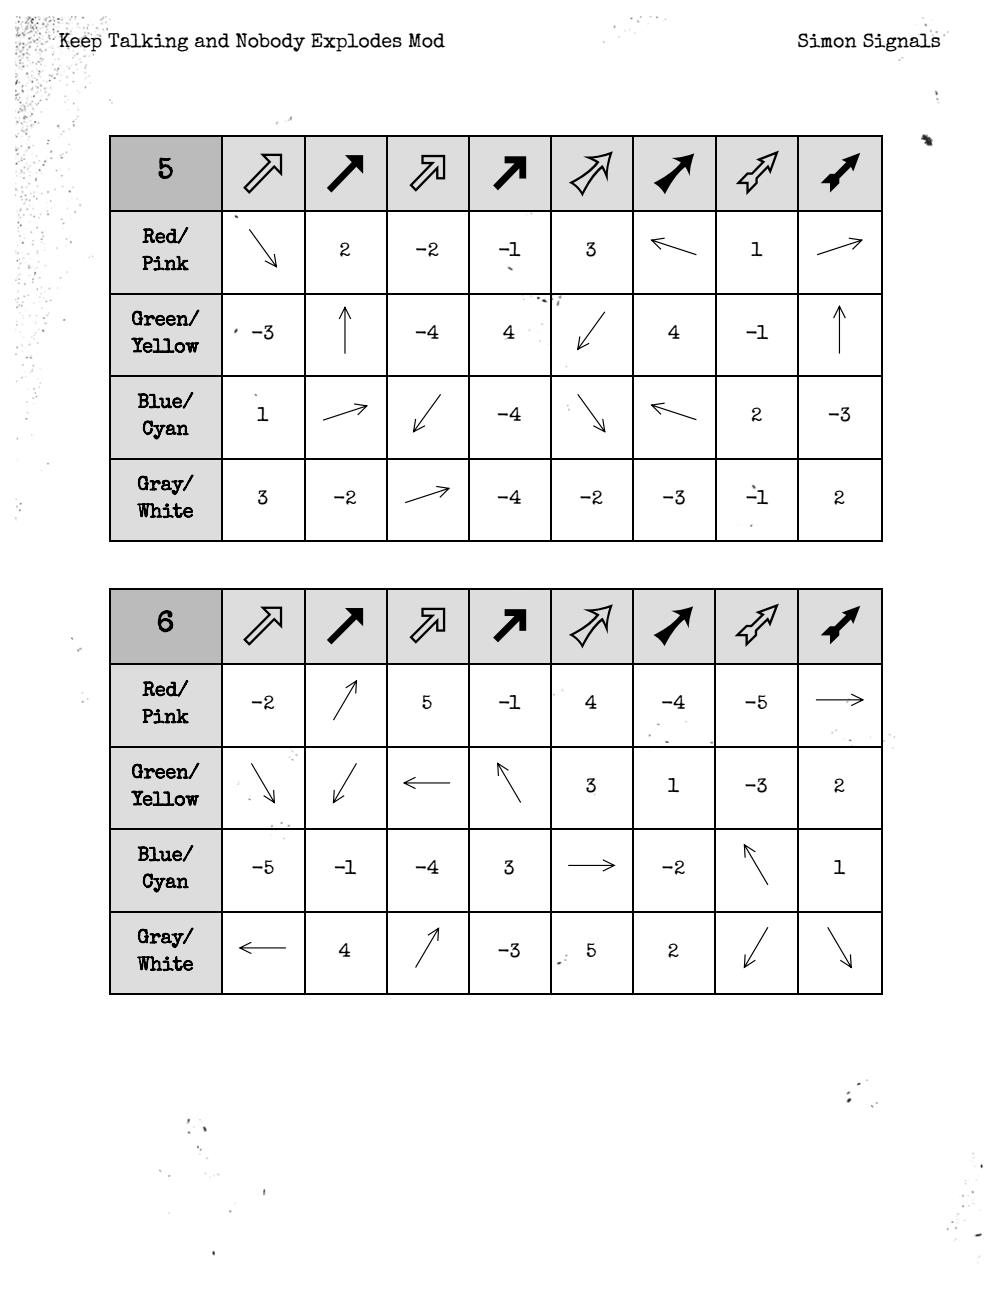 Keep Talking and Nobody Explodes Mod Simon Signals
5
Red/
Pink
2 -2 -1 3 1
Green/
Yellow
-3 -4 4 4 -1
Blue/
Cyan
1 -4 2 -3
Gray/
White
3 -2 -4 -2 -3 -1 2
6
Red/
Pink
-2 5 -1 4 -4 -5
Green/
Yellow
3 1 -3 2
Blue/
Cyan
-5 -1 -4 3 -2 1
Gray/
White
4 -3 5 2